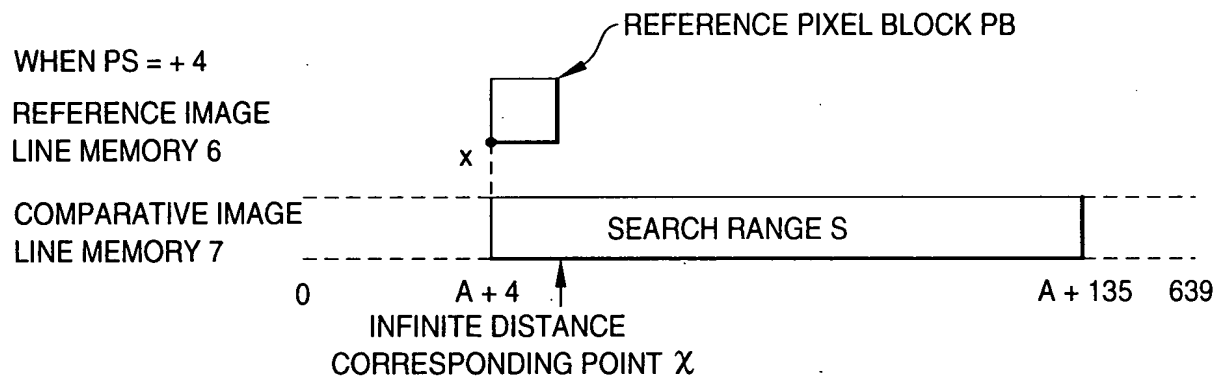 REFERENCE PIXEL BLOCK PB
WHEN PS = + 4
REFERENCE IMAGE
LINE MEMORY 6
x
COMPARATIVE IMAGE
LINE MEMORY 7
SEARCH RANGE S
0
A + 4
A + 135
639
INFINITE DISTANCE
CORRESPONDING POINT χ